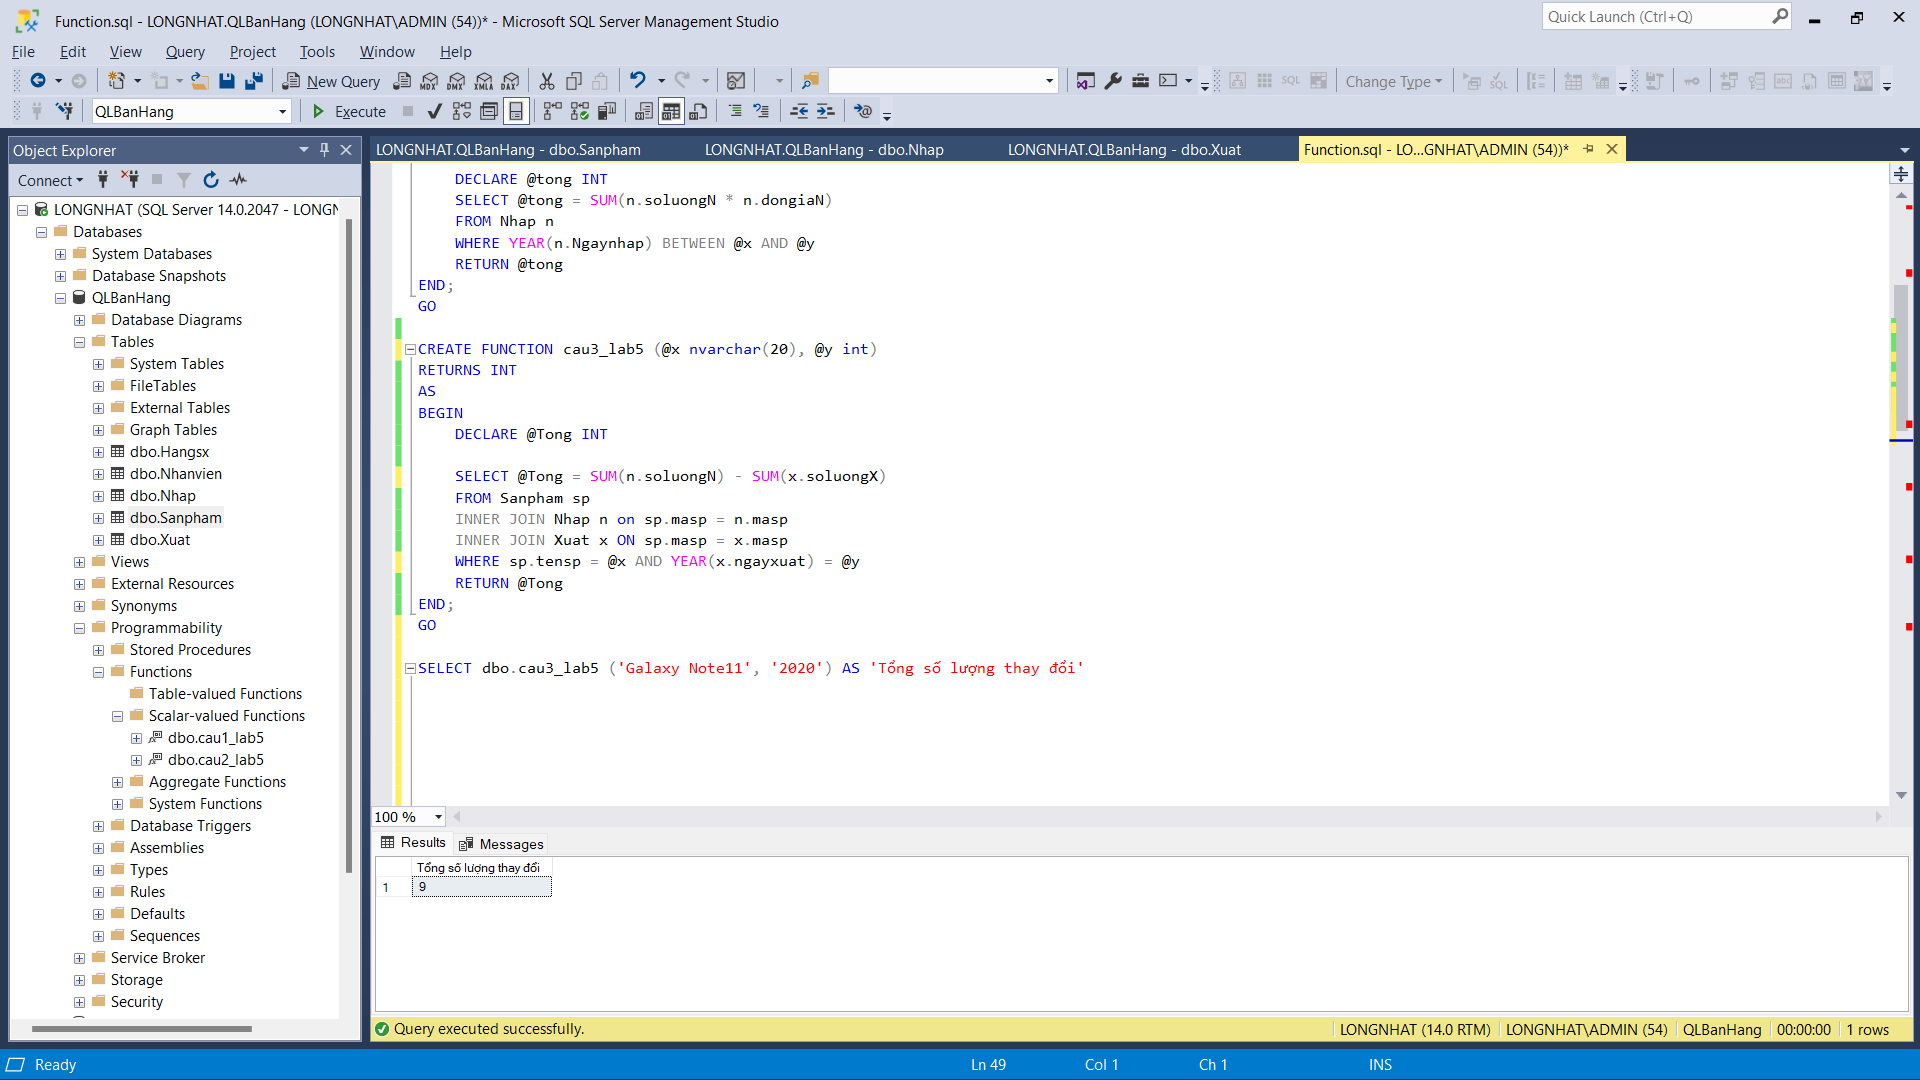 Function.sql - LONGNHAT.QLBanHang (LONGNHAT\ADMIN (54))* - Microsoft SQL Server Management Studio
Quick Launch (Ctrl+Q)
File Edit View Query Project Tools Window Help
New Query MDX DMX XMLA DAX SQL Change Type
QLBanHang Execute
Object Explorer
Connect
LONGNHAT (SQL Server 14.0.2047 - LONGN
Databases
System Databases
Database Snapshots
QLBanHang
Database Diagrams
Tables
System Tables
FileTables
External Tables
Graph Tables
dbo.Hangsx
dbo.Nhanvien
dbo.Nhap
dbo.Sanpham
dbo.Xuat
Views
External Resources
Synonyms
Programmability
Stored Procedures
Functions
Table-valued Functions
Scalar-valued Functions
dbo.cau1_lab5
dbo.cau2_lab5
Aggregate Functions
System Functions
Database Triggers
Assemblies
Types
Rules
Defaults
Sequences
Service Broker
Storage
Security
LONGNHAT.QLBanHang - dbo.Sanpham
LONGNHAT.QLBanHang - dbo.Nhap
LONGNHAT.QLBanHang - dbo.Xuat
Function.sql - LO...GNHAT\ADMIN (54))*
DECLARE @tong INT
SELECT @tong = SUM(n.soluongN * n.dongiaN)
FROM Nhap n
WHERE YEAR(n.Ngaynhap) BETWEEN @x AND @y
RETURN @tong
END;
GO
CREATE FUNCTION cau3_lab5 (@x nvarchar(20), @y int)
RETURNS INT
AS
BEGIN
DECLARE @Tong INT
SELECT @Tong = SUM(n.soluongN) - SUM(x.soluongX)
FROM Sanpham sp
INNER JOIN Nhap n on sp.masp = n.masp
INNER JOIN Xuat x ON sp.masp = x.masp
WHERE sp.tensp = @x AND YEAR(x.ngayxuat) = @y
RETURN @Tong
END;
GO
SELECT dbo.cau3_lab5 ('Galaxy Note11', '2020') AS 'Tổng số lượng thay đổi'
100 %
Results Messages
Tổng số lượng thay đổi
1 9
Query executed successfully.
LONGNHAT (14.0 RTM) LONGNHAT\ADMIN (54) QLBanHang 00:00:00 1 rows
Ready Ln 49 Col 1 Ch 1 INS